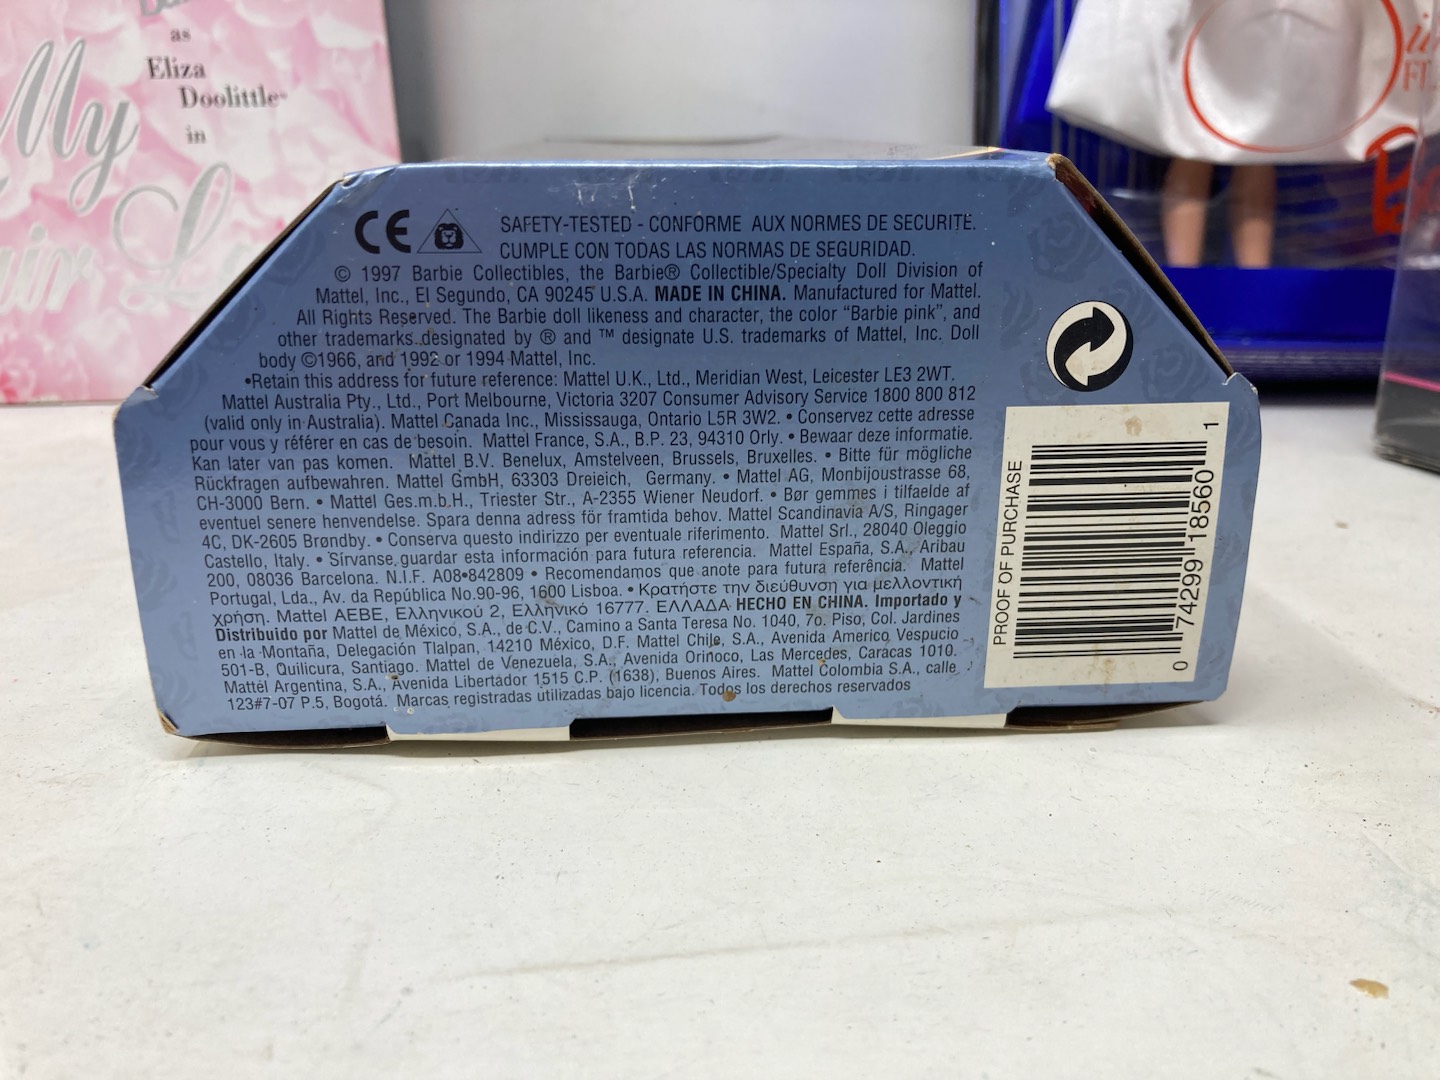 as
Eliza
Doolittle
in
My
CE
SAFETY-TESTED - CONFORME AUX NORMES DE SECURITE.
CUMPLE CON TODAS LAS NORMAS DE SEGURIDAD.
© 1997 Barbie Collectibles, the Barbie® Collectible/Specialty Doll Division of
Mattel, Inc., El Segundo, CA 90245 U.S.A. MADE IN CHINA. Manufactured for Mattel.
All Rights Reserved. The Barbie doll likeness and character, the color "Barbie pink", and
other trademarks designated by ® and ™ designate U.S. trademarks of Mattel, Inc. Doll
body ©1966, and 1992 or 1994 Mattel, Inc.
•Retain this address for future reference: Mattel U.K., Ltd., Meridian West, Leicester LE3 2WT.
Mattel Australia Pty., Ltd., Port Melbourne, Victoria 3207 Consumer Advisory Service 1800 800 812
(valid only in Australia). Mattel Canada Inc., Mississauga, Ontario L5R 3W2. • Conservez cette adresse
pour vous y référer en cas de besoin. Mattel France, S.A., B.P. 23, 94310 Orly. • Bewaar deze informatie.
Kan later van pas komen. Mattel B.V. Benelux, Amstelveen, Brussels, Bruxelles. • Bitte für mögliche
Rückfragen aufbewahren. Mattel GmbH, 63303 Dreieich, Germany. • Mattel AG, Monbijoustrasse 68,
CH-3000 Bern. • Mattel Ges.m.b.H., Triester Str., A-2355 Wiener Neudorf. • Bør gemmes i tilfaelde af
eventuel senere henvendelse. Spara denna adress för framtida behov. Mattel Scandinavia A/S, Ringager
4C, DK-2605 Brøndby. • Conserva questo indirizzo per eventuale riferimento. Mattel Srl., 28040 Oleggio
Castello, Italy. • Sírvanse guardar esta información para futura referencia. Mattel España, S.A., Aribau
200, 08036 Barcelona. N.I.F. A08•842809 • Recomendamos que anote para futura referência. Mattel
Portugal, Lda., Av. da República No.90-96, 1600 Lisboa. • Κρατήστε την διεύθυνση για μελλοντική
χρήση. Mattel AEBE, Ελληνικού 2, Ελληνικό 16777. ΕΛΛΑΔΑ HECHO EN CHINA. Importado y
Distribuido por Mattel de México, S.A., de C.V., Camino a Santa Teresa No. 1040, 7o. Piso, Col. Jardines
en la Montaña, Delegación Tlalpan, 14210 México, D.F. Mattel Chile, S.A., Avenida Americo Vespucio
501-B, Quilicura, Santiago. Mattel de Venezuela, S.A., Avenida Orinoco, Las Mercedes, Caracas 1010.
Mattel Argentina, S.A., Avenida Libertador 1515 C.P. (1638), Buenos Aires. Mattel Colombia S.A., calle
123#7-07 P.5, Bogotá. Marcas registradas utilizadas bajo licencia. Todos los derechos reservados
PROOF OF PURCHASE
0 74299 18560 1